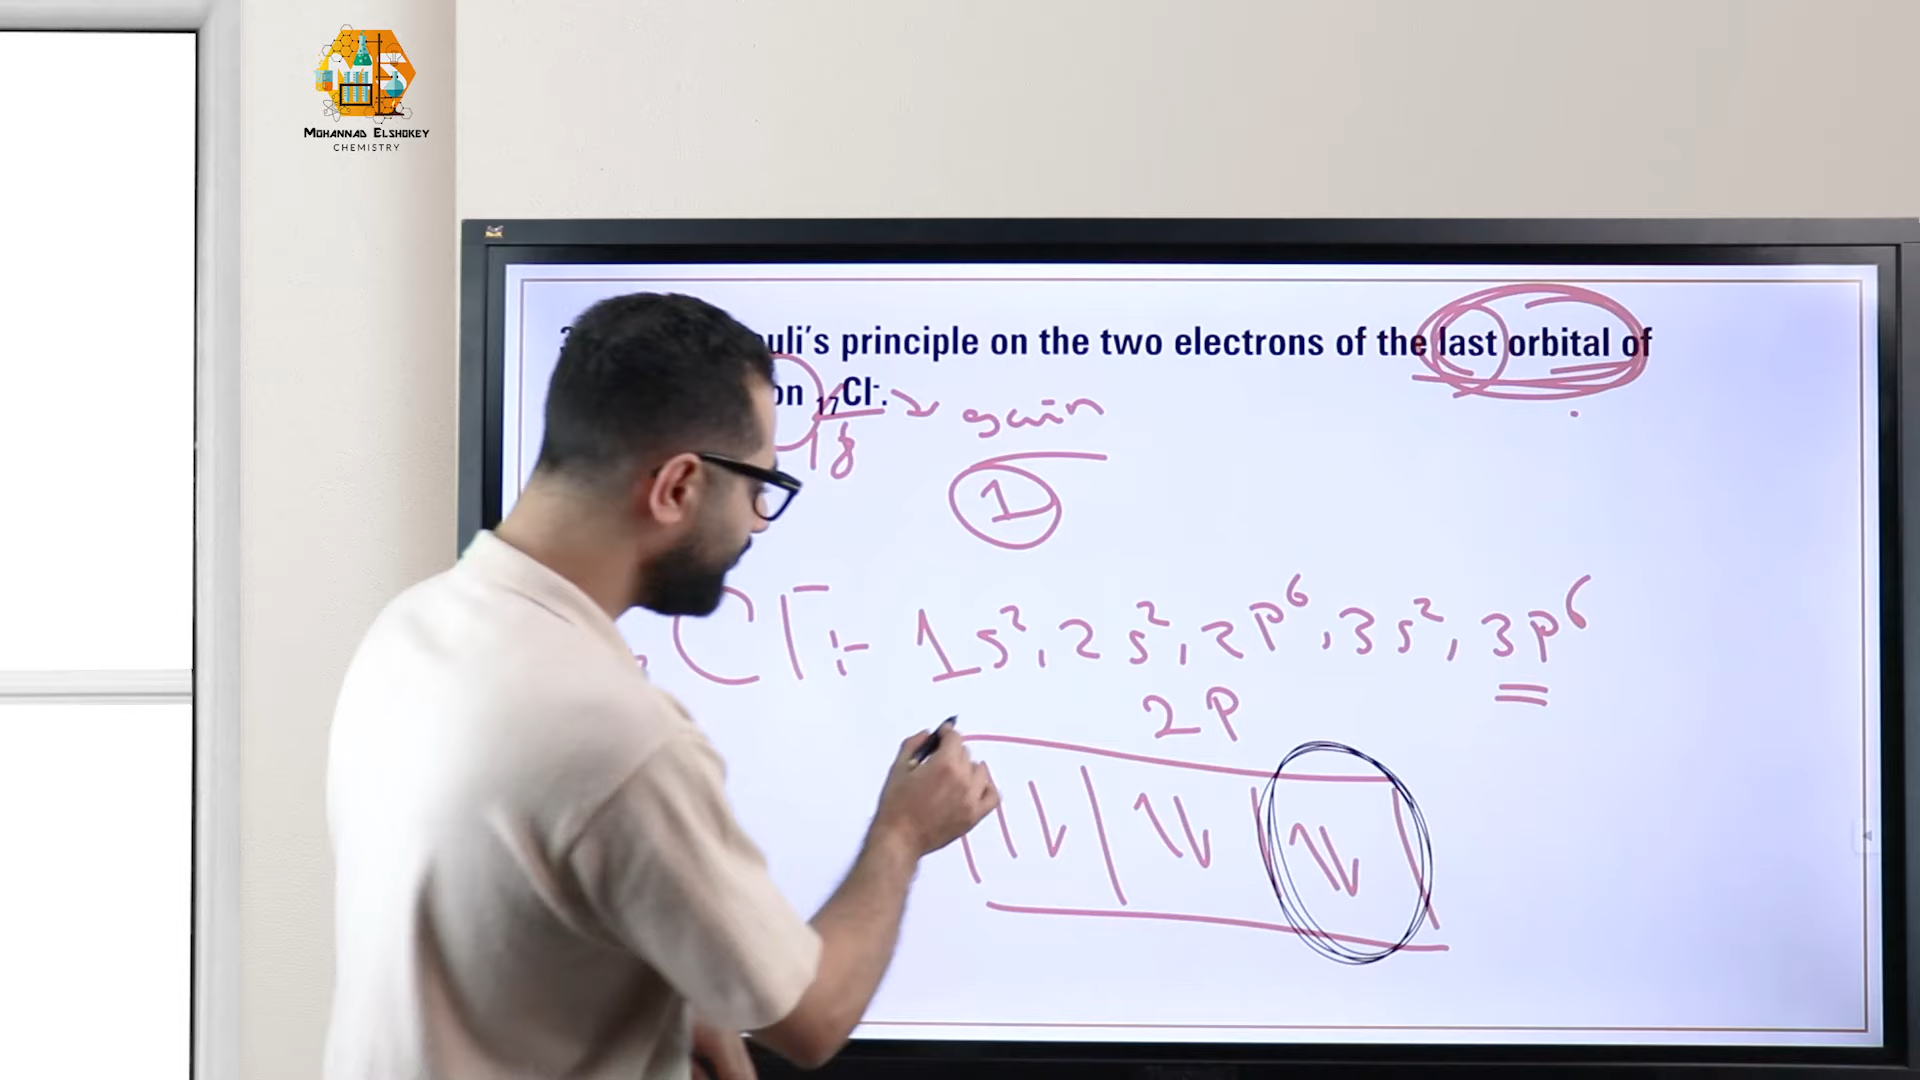 MOHANNAD ELSHOKEY
CHEMISTRY
uli's principle on the two electrons of the last orbital of
on ₁₇Cl⁻. gain
18
1
Cl⁻:- 1s², 2s², 2p⁶, 3s², 3p⁶
2p